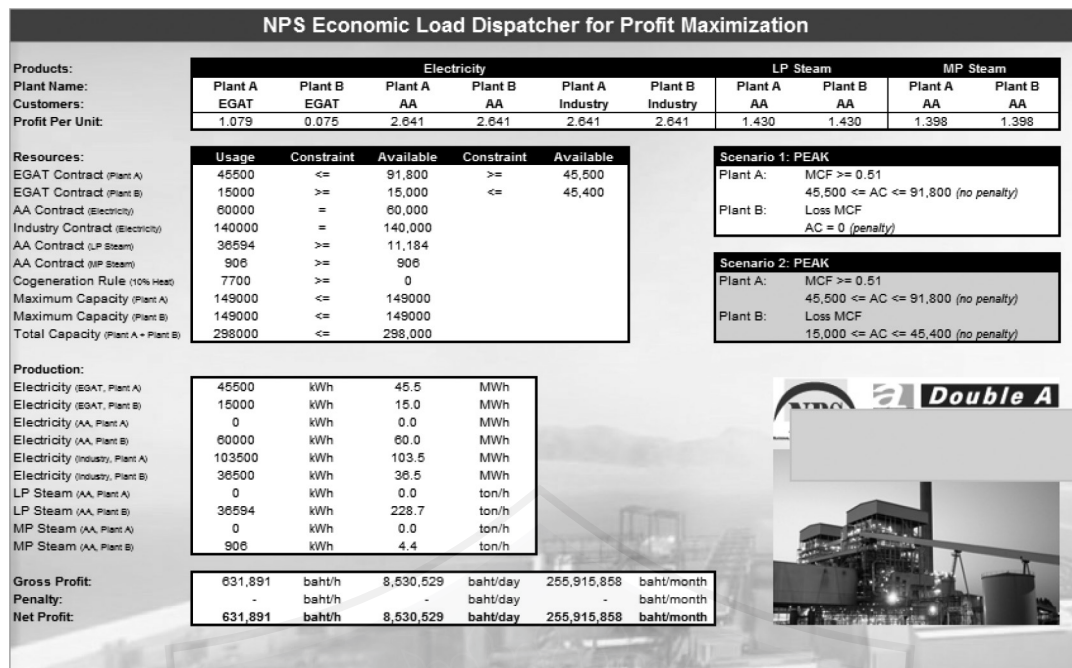 NPS Economic Load Dispatcher for Profit Maximization
Products: Electricity LP Steam MP Steam
Plant Name: Plant A Plant B Plant A Plant B Plant A Plant B Plant A Plant B Plant A Plant B
Customers: EGAT EGAT AA AA Industry Industry AA AA AA AA
Profit Per Unit: 1.079 0.075 2.641 2.641 2.641 2.641 1.430 1.430 1.398 1.398
Resources: Usage Constraint Available Constraint Available
EGAT Contract (Plant A) 45500 <= 91,800 >= 45,500
EGAT Contract (Plant B) 15000 >= 15,000 <= 45,400
AA Contract (Electricity) 60000 = 60,000
Industry Contract (Electricity) 140000 = 140,000
AA Contract (LP Steam) 36594 >= 11,184
AA Contract (MP Steam) 906 >= 906
Cogeneration Rule (10% Heat) 7700 >= 0
Maximum Capacity (Plant A) 149000 <= 149000
Maximum Capacity (Plant B) 149000 <= 149000
Total Capacity (Plant A + Plant B) 298000 <= 298,000
Scenario 1: PEAK
Plant A: MCF >= 0.51
45,500 <= AC <= 91,800 (no penalty)
Plant B: Loss MCF
AC = 0 (penalty)
Scenario 2: PEAK
Plant A: MCF >= 0.51
45,500 <= AC <= 91,800 (no penalty)
Plant B: Loss MCF
15,000 <= AC <= 45,400 (no penalty)
Production:
Electricity (EGAT, Plant A) 45500 kWh 45.5 MWh
Electricity (EGAT, Plant B) 15000 kWh 15.0 MWh
Electricity (AA, Plant A) 0 kWh 0.0 MWh
Electricity (AA, Plant B) 60000 kWh 60.0 MWh
Electricity (Industry, Plant A) 103500 kWh 103.5 MWh
Electricity (Industry, Plant B) 36500 kWh 36.5 MWh
LP Steam (AA, Plant A) 0 kWh 0.0 ton/h
LP Steam (AA, Plant B) 36594 kWh 228.7 ton/h
MP Steam (AA, Plant A) 0 kWh 0.0 ton/h
MP Steam (AA, Plant B) 906 kWh 4.4 ton/h
NPS a Double A
Gross Profit: 631,891 baht/h 8,530,529 baht/day 255,915,858 baht/month
Penalty: - baht/h - baht/day - baht/month
Net Profit: 631,891 baht/h 8,530,529 baht/day 255,915,858 baht/month